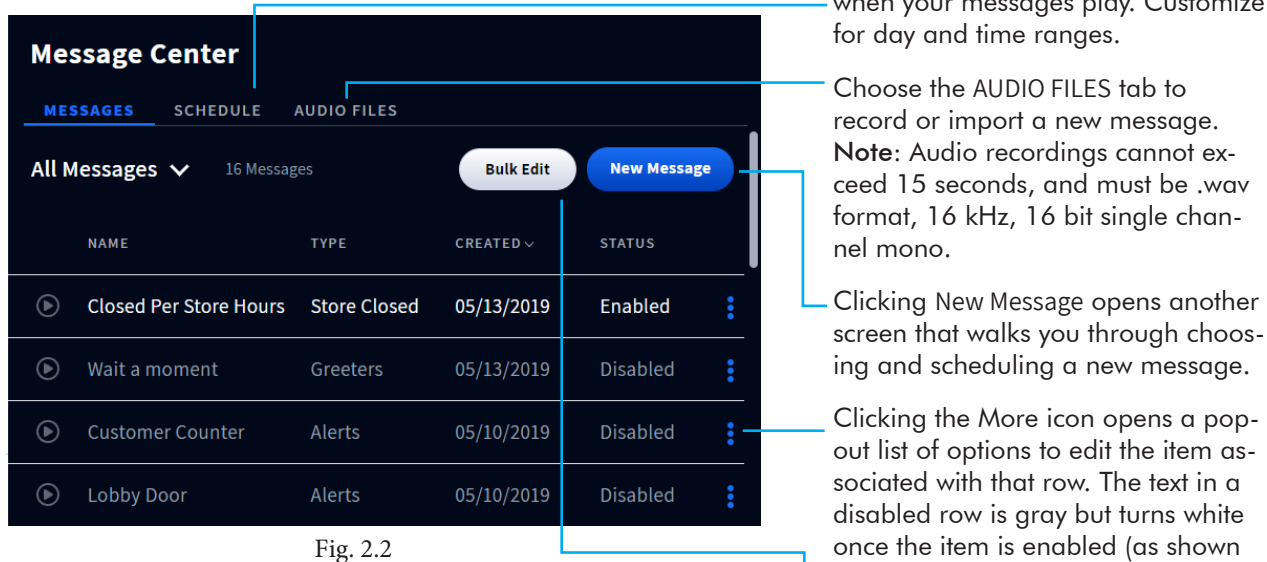 Message Center
MESSAGES SCHEDULE AUDIO FILES
All Messages 16 Messages Bulk Edit New Message
NAME TYPE CREATED STATUS
Closed Per Store Hours Store Closed 05/13/2019 Enabled
Wait a moment Greeters 05/13/2019 Disabled
Customer Counter Alerts 05/10/2019 Disabled
Lobby Door Alerts 05/10/2019 Disabled
Fig. 2.2
when your messages play. Customize
for day and time ranges.
Choose the AUDIO FILES tab to
record or import a new message.
Note: Audio recordings cannot ex-
ceed 15 seconds, and must be .wav
format, 16 kHz, 16 bit single chan-
nel mono.
Clicking New Message opens another
screen that walks you through choos-
ing and scheduling a new message.
Clicking the More icon opens a pop-
out list of options to edit the item as-
sociated with that row. The text in a
disabled row is gray but turns white
once the item is enabled (as shown